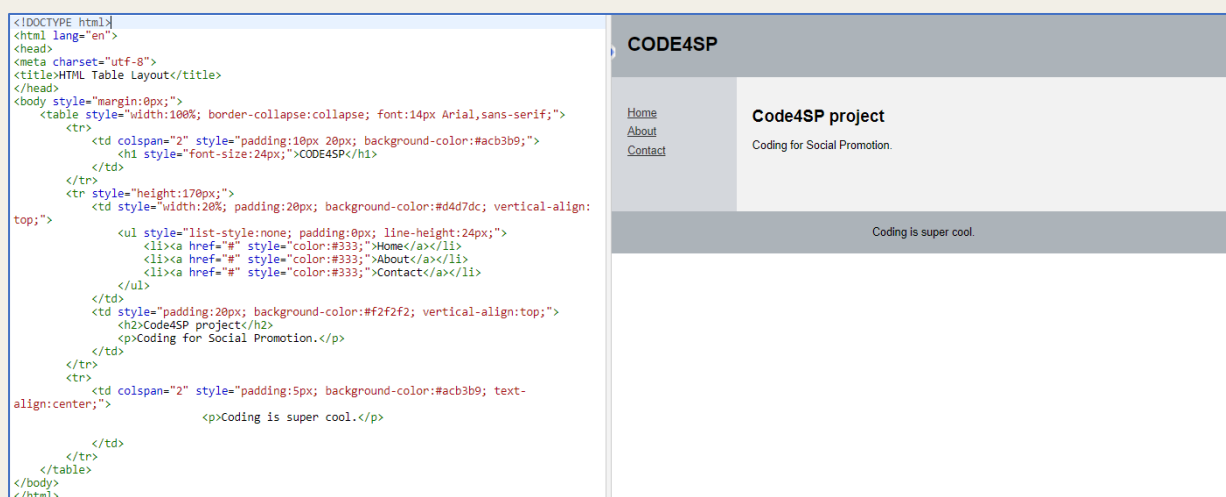 <!DOCTYPE html>
<html lang="en">
<head>
<meta charset="utf-8">
<title>HTML Table Layout</title>
</head>
<body style="margin:0px;">
    <table style="width:100%; border-collapse:collapse; font:14px Arial,sans-serif;">
        <tr>
            <td colspan="2" style="padding:10px 20px; background-color:#acb3b9;">
                <h1 style="font-size:24px;">CODE4SP</h1>
            </td>
        </tr>
        <tr style="height:170px;">
            <td style="width:20%; padding:20px; background-color:#d4d7dc; vertical-align:
top;">
                <ul style="list-style:none; padding:0px; line-height:24px;">
                    <li><a href="#" style="color:#333;">Home</a></li>
                    <li><a href="#" style="color:#333;">About</a></li>
                    <li><a href="#" style="color:#333;">Contact</a></li>
                </ul>
            </td>
            <td style="padding:20px; background-color:#f2f2f2; vertical-align:top;">
                <h2>Code4SP project</h2>
                <p>Coding for Social Promotion.</p>
            </td>
        </tr>
        <tr>
            <td colspan="2" style="padding:5px; background-color:#acb3b9; text-
align:center;">
                             <p>Coding is super cool.</p>
            </td>
        </tr>
    </table>
</body>
</html>
CODE4SP
Home
About
Contact
Code4SP project
Coding for Social Promotion.
Coding is super cool.